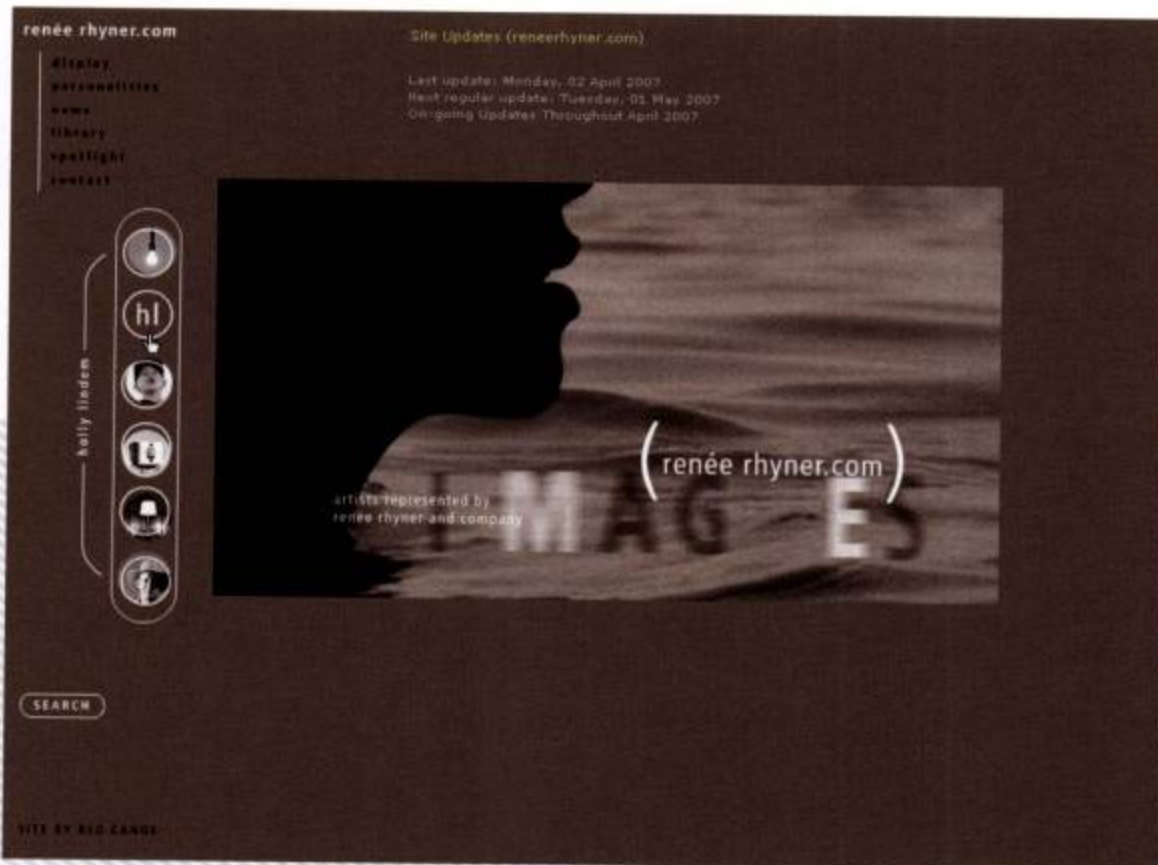 renée rhyner.com
display
personalities
news
library
spotlight
contact
Site Updates (reneerhyner.com)
Last update: Monday, 02 April 2007
Next regular update: Tuesday, 01 May 2007
On-going Updates Throughout April 2007
hl
holly lindem
(renée rhyner.com)
artists represented by
renée rhyner and company
IMAGES
SEARCH
SITE BY RED CANOE